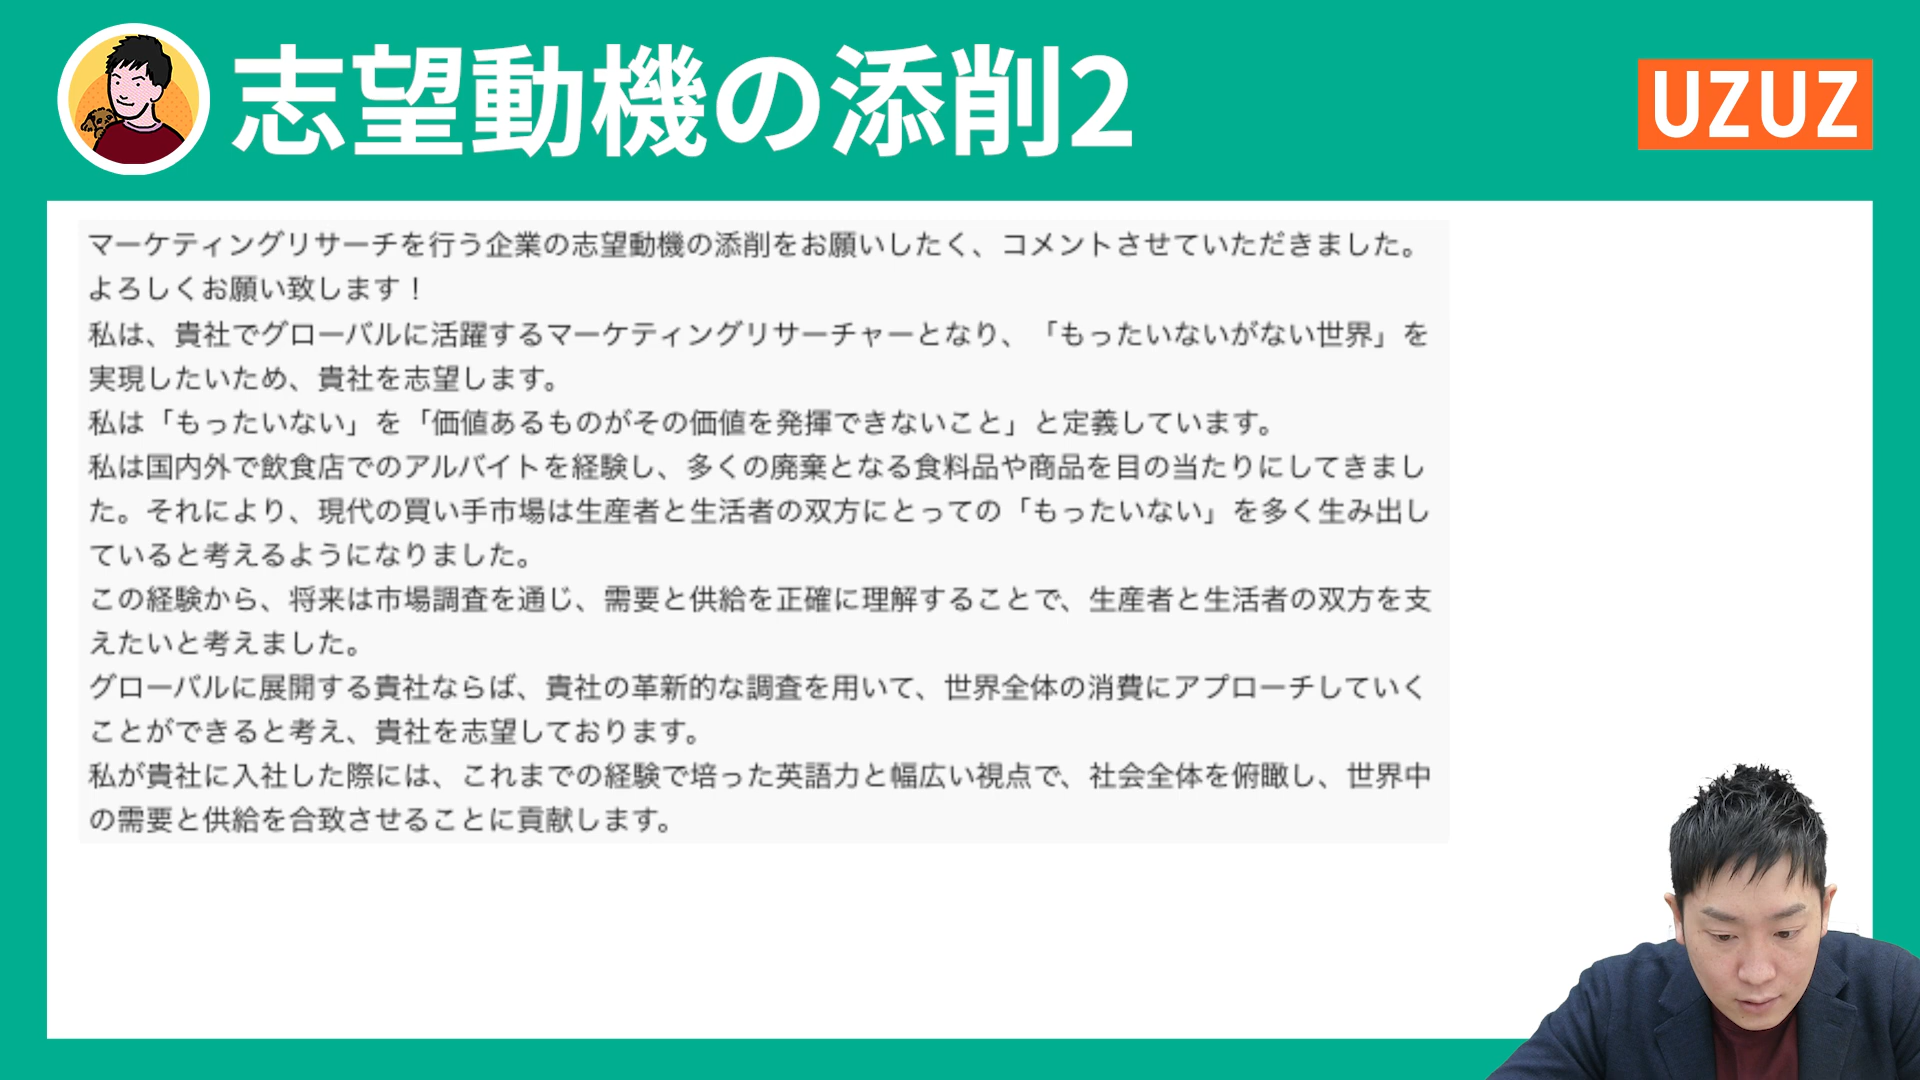 志望動機の添削2
UZUZ
マーケティングリサーチを行う企業の志望動機の添削をお願いしたく、コメントさせていただきました。
よろしくお願い致します！
私は、貴社でグローバルに活躍するマーケティングリサーチャーとなり、「もったいないがない世界」を
実現したいため、貴社を志望します。
私は「もったいない」を「価値あるものがその価値を発揮できないこと」と定義しています。
私は国内外で飲食店でのアルバイトを経験し、多くの廃棄となる食料品や商品を目の当たりにしてきまし
た。それにより、現代の買い手市場は生産者と生活者の双方にとっての「もったいない」を多く生み出し
ていると考えるようになりました。
この経験から、将来は市場調査を通じ、需要と供給を正確に理解することで、生産者と生活者の双方を支
えたいと考えました。
グローバルに展開する貴社ならば、貴社の革新的な調査を用いて、世界全体の消費にアプローチしていく
ことができると考え、貴社を志望しております。
私が貴社に入社した際には、これまでの経験で培った英語力と幅広い視点で、社会全体を俯瞰し、世界中
の需要と供給を合致させることに貢献します。